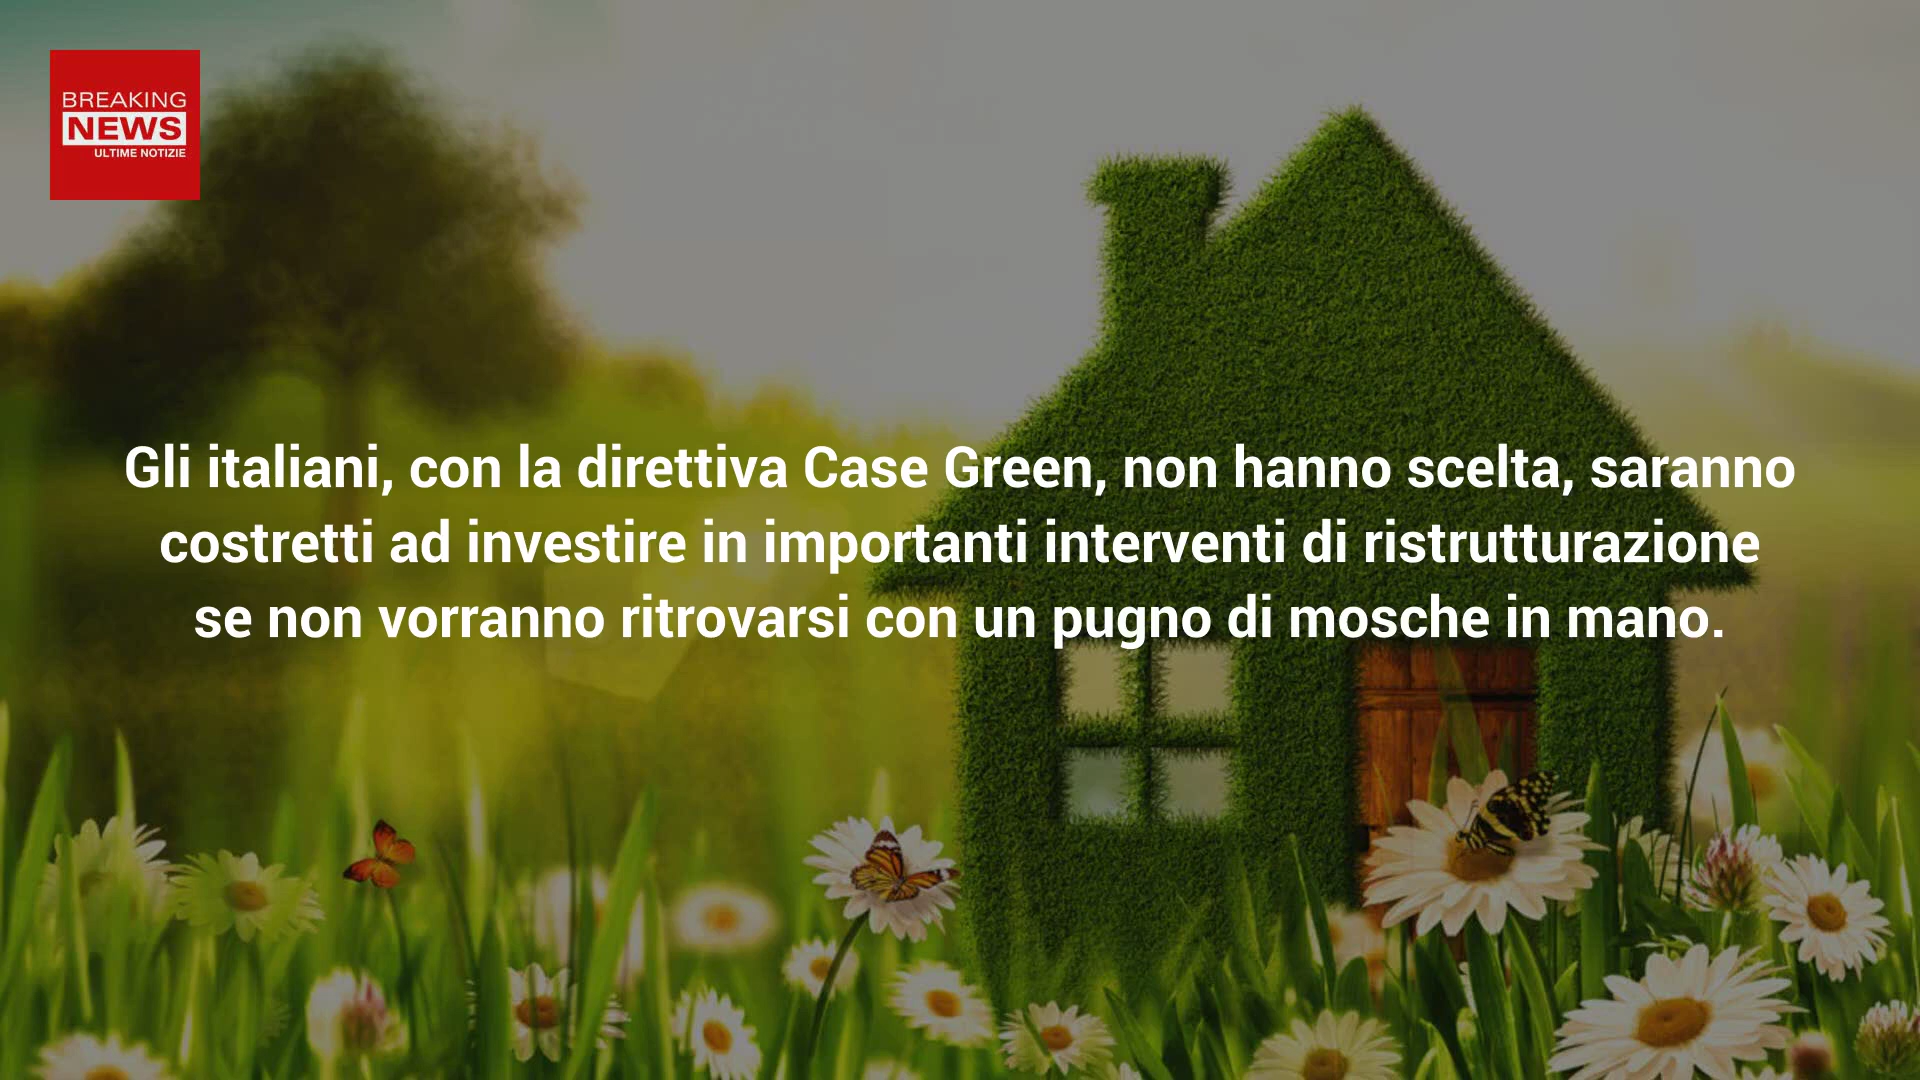 BREAKING
NEWS
ULTIME NOTIZIE
Gli italiani, con la direttiva Case Green, non hanno scelta, saranno
costretti ad investire in importanti interventi di ristrutturazione
se non vorranno ritrovarsi con un pugno di mosche in mano.